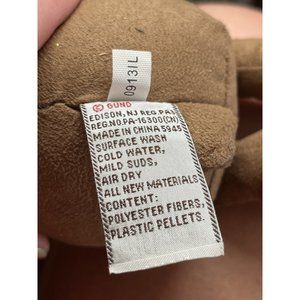 0913IL
© GUND
EDISON, NJ REG. PA.
REG.NO.PA-16300(CN)
MADE IN CHINA 5945
SURFACE WASH
COLD WATER,
MILD SUDS,
AIR DRY
ALL NEW MATERIALS
CONTENT:
POLYESTER FIBERS,
PLASTIC PELLETS.